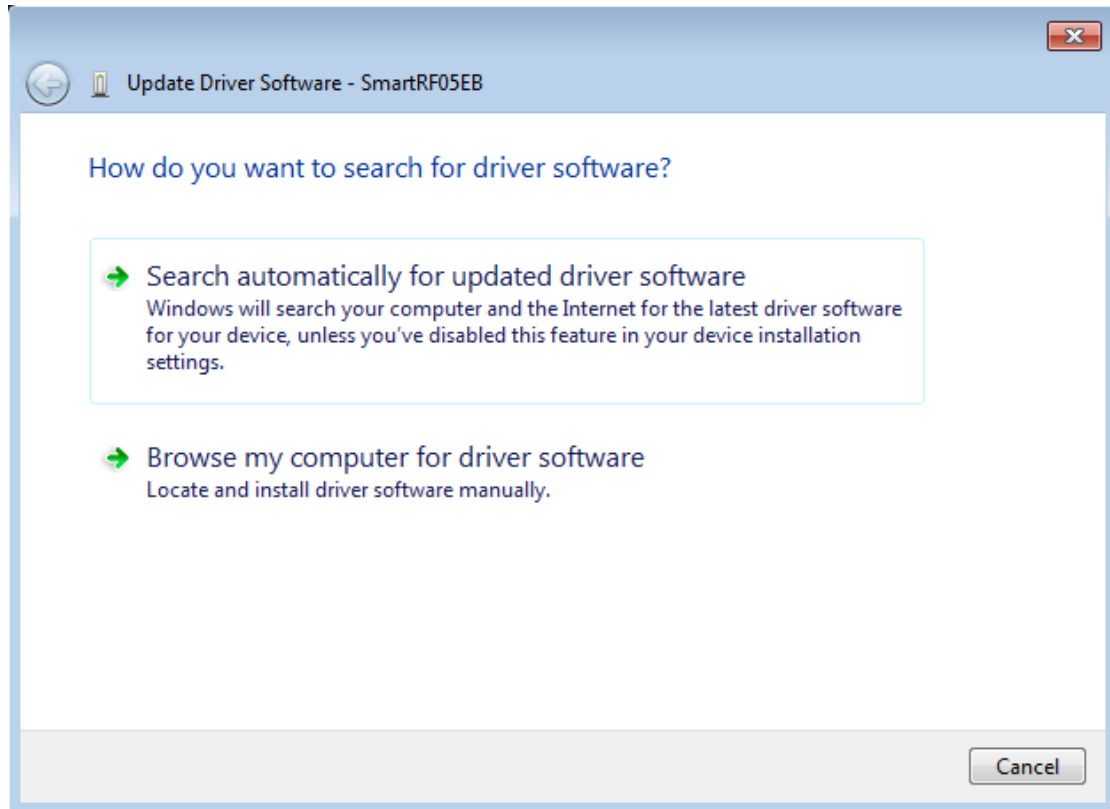 Update Driver Software - SmartRF05EB
How do you want to search for driver software?
Search automatically for updated driver software
Windows will search your computer and the Internet for the latest driver software
for your device, unless you've disabled this feature in your device installation
settings.
Browse my computer for driver software
Locate and install driver software manually.
Cancel